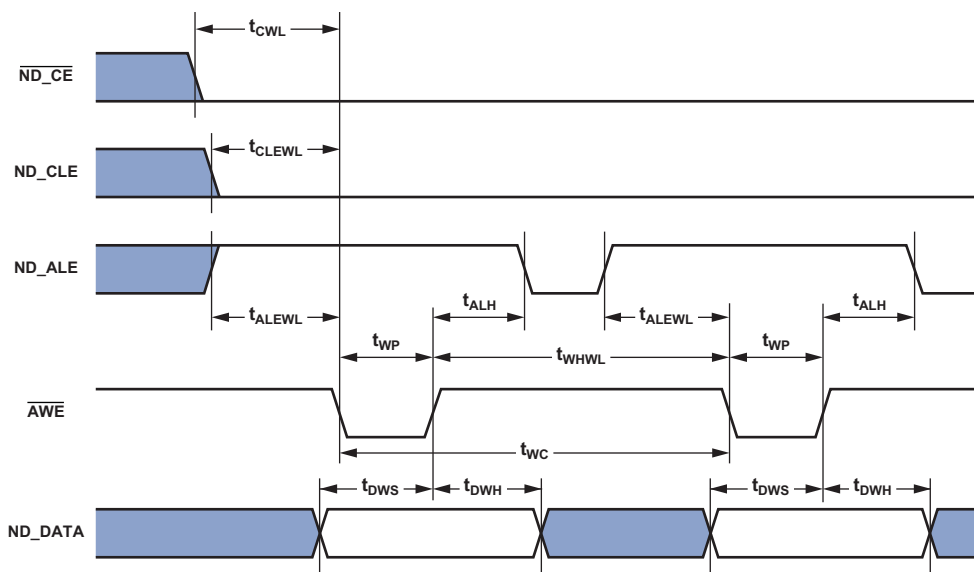 tCWL
ND_CE
tCLEWL
ND_CLE
ND_ALE
tALEWL
tALH
tALEWL
tALH
tWP
tWHWL
tWP
AWE
tWC
tDWS
tDWH
tDWS
tDWH
ND_DATA